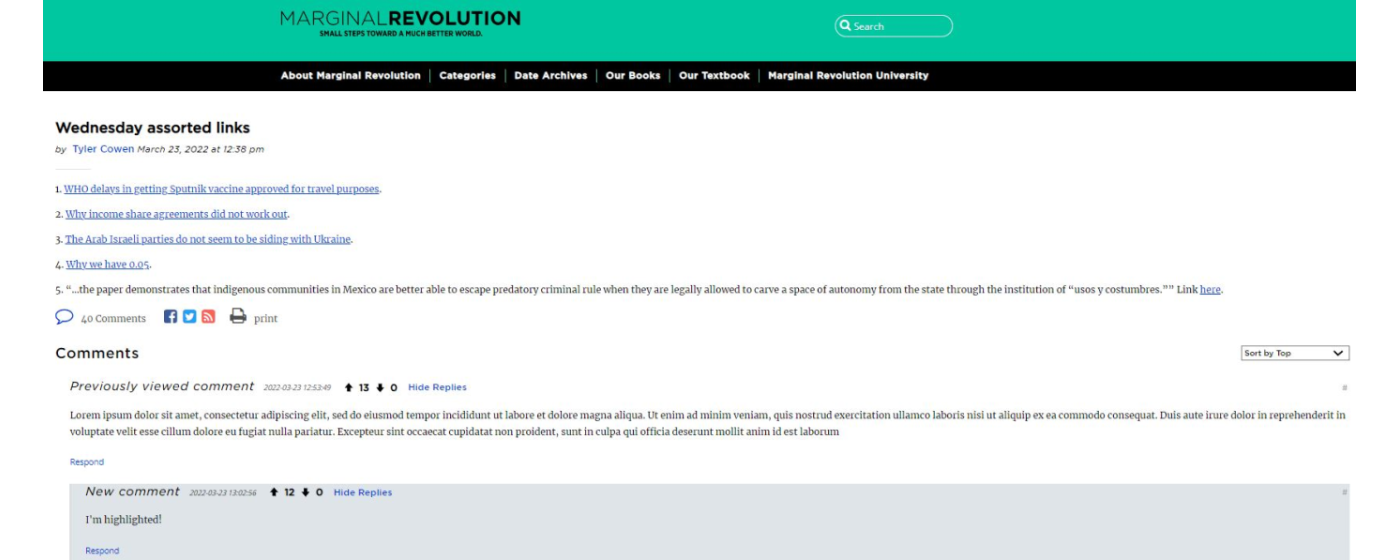 MARGINALREVOLUTION
SMALL STEPS TOWARD A MUCH BETTER WORLD.
Search
About Marginal Revolution | Categories | Date Archives | Our Books | Our Textbook | Marginal Revolution University
Wednesday assorted links
by Tyler Cowen March 23, 2022 at 12:38 pm
1. WHO delays in getting Sputnik vaccine approved for travel purposes.
2. Why income share agreements did not work out.
3. The Arab Israeli parties do not seem to be siding with Ukraine.
4. Why we have 0.05.
5. “...the paper demonstrates that indigenous communities in Mexico are better able to escape predatory criminal rule when they are legally allowed to carve a space of autonomy from the state through the institution of “usos y costumbres.”” Link here.
40 Comments print
Comments
Sort by Top
Previously viewed comment 2022-03-23 12:53:49 13 0 Hide Replies #
Lorem ipsum dolor sit amet, consectetur adipiscing elit, sed do eiusmod tempor incididunt ut labore et dolore magna aliqua. Ut enim ad minim veniam, quis nostrud exercitation ullamco laboris nisi ut aliquip ex ea commodo consequat. Duis aute irure dolor in reprehenderit in
voluptate velit esse cillum dolore eu fugiat nulla pariatur. Excepteur sint occaecat cupidatat non proident, sunt in culpa qui officia deserunt mollit anim id est laborum
Respond
New comment 2022-03-23 13:02:56 12 0 Hide Replies #
I'm highlighted!
Respond